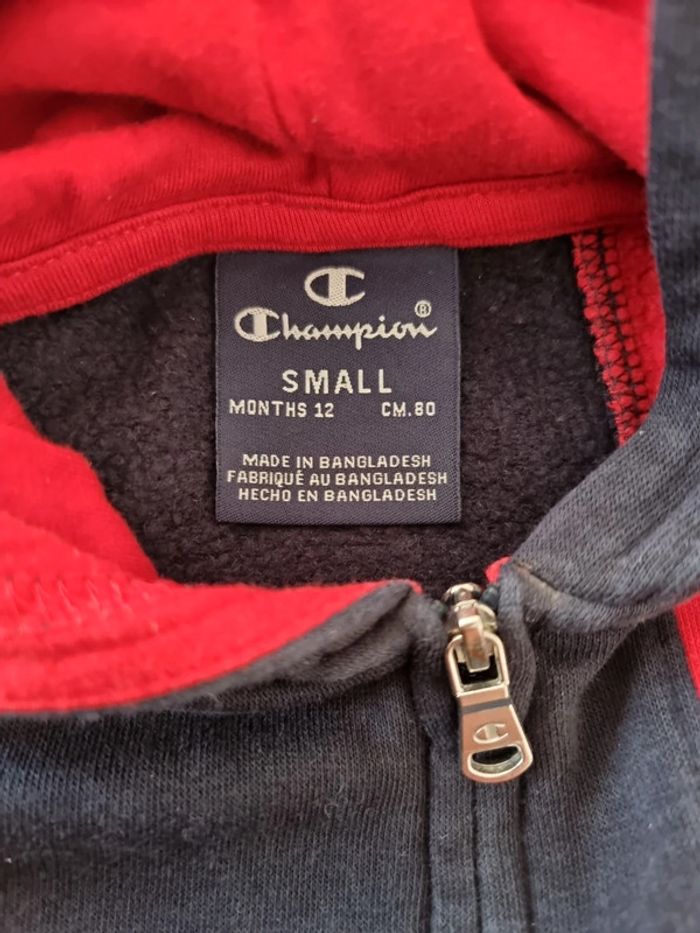 Champion®
SMALL
MONTHS 12 CM.80
MADE IN BANGLADESH
FABRIQUÉ AU BANGLADESH
HECHO EN BANGLADESH